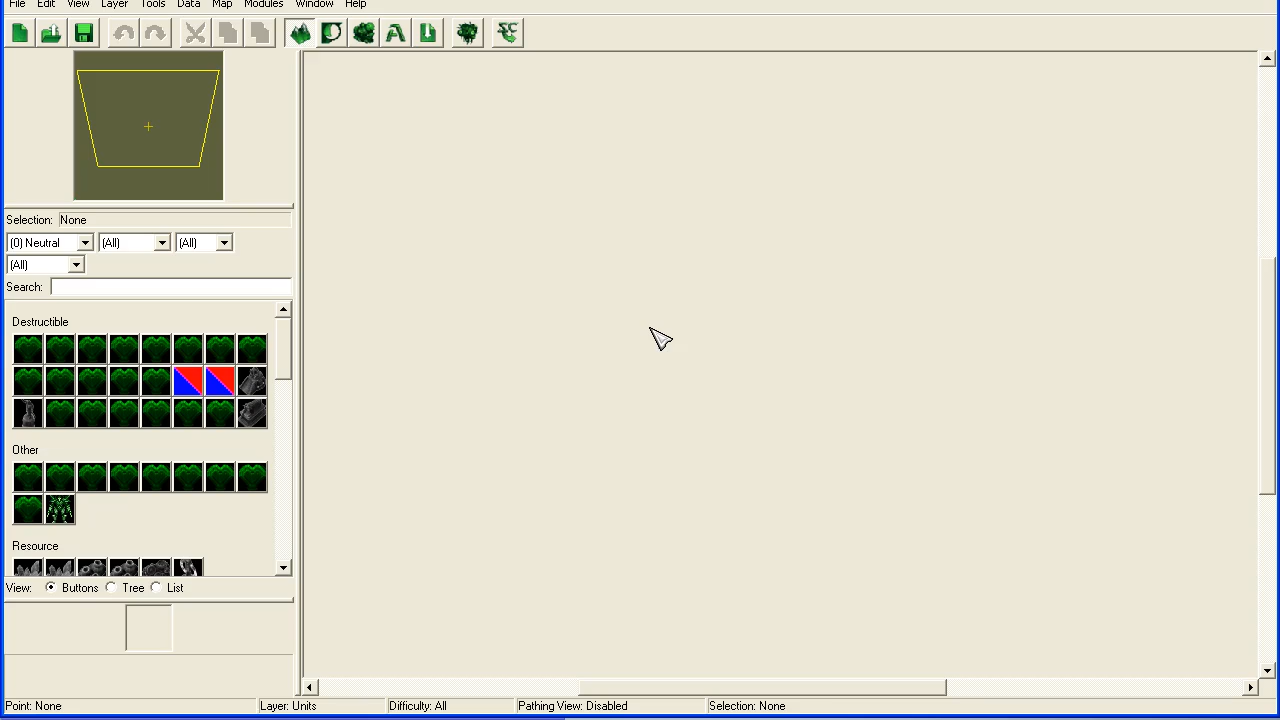 File Edit View Layer Tools Data Map Modules Window Help
Selection: None
(0) Neutral (All) (All)
(All)
Search:
Destructible
Other
Resource
View: Buttons Tree List
Point: None Layer: Units Difficulty: All Pathing View: Disabled Selection: None